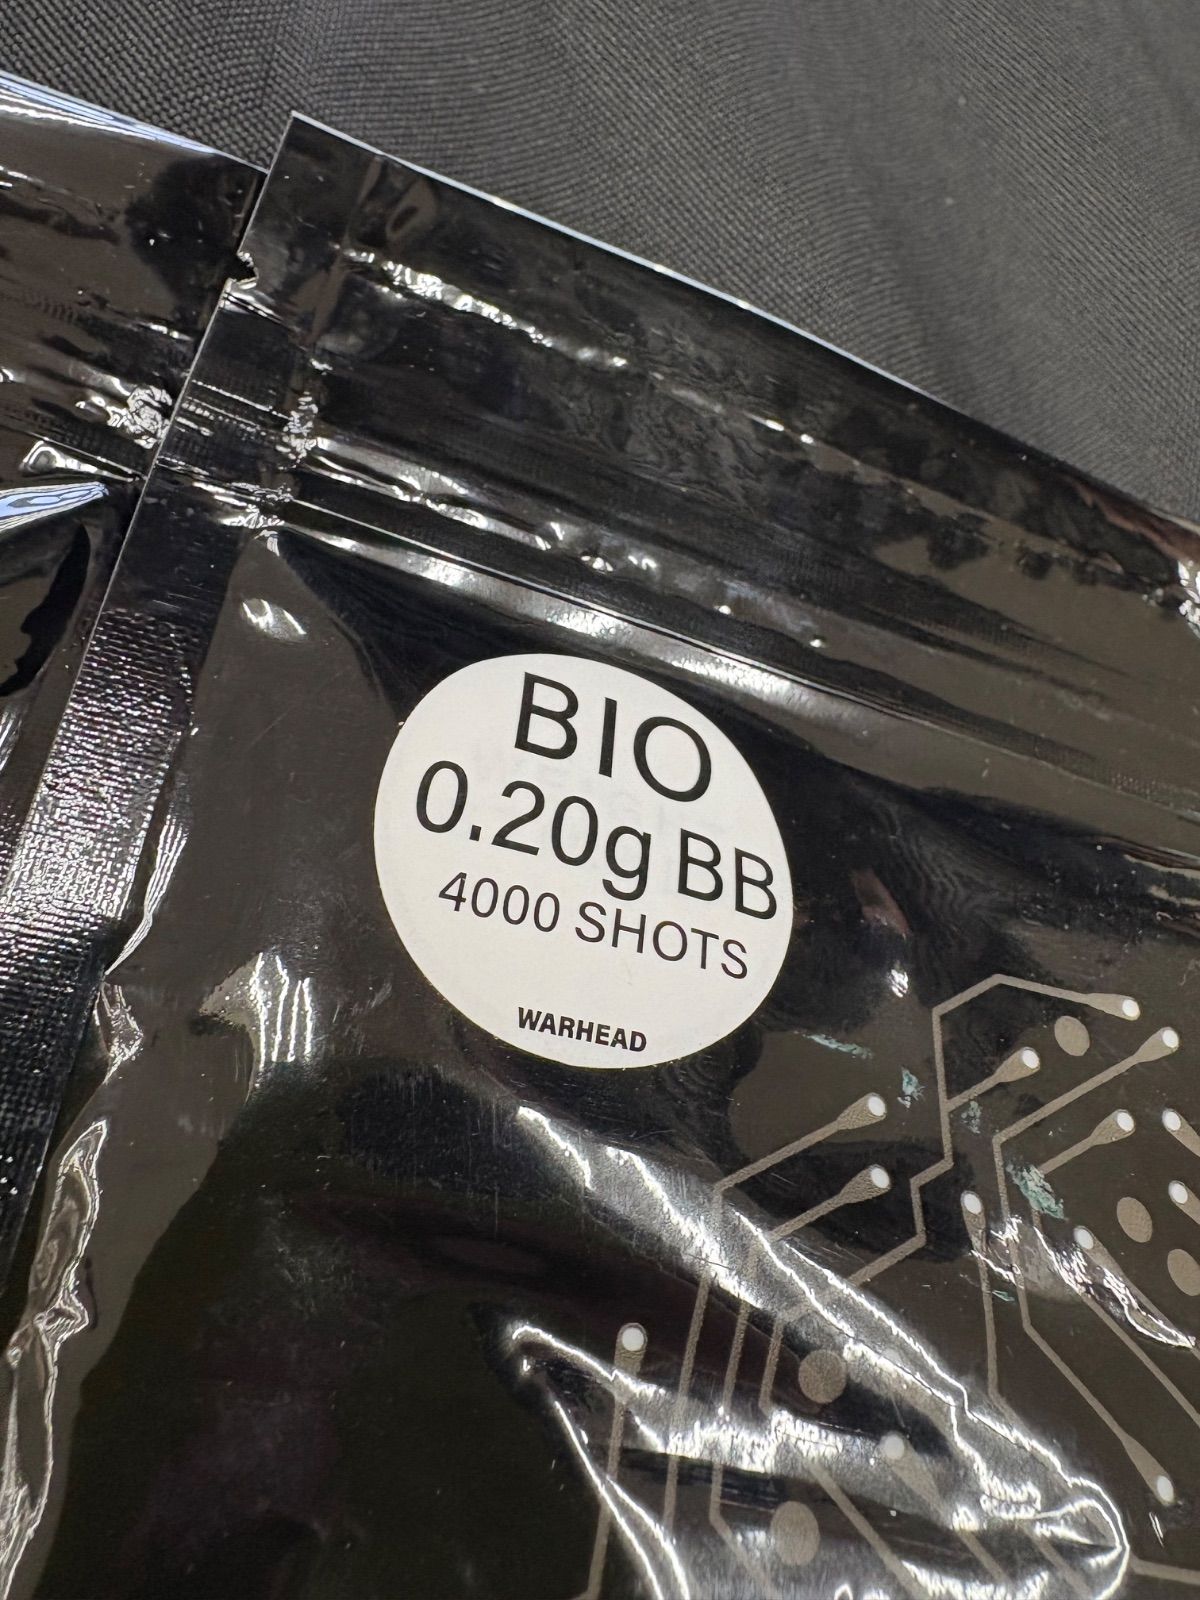 BIO
0.20g BB
4000 SHOTS
WARHEAD